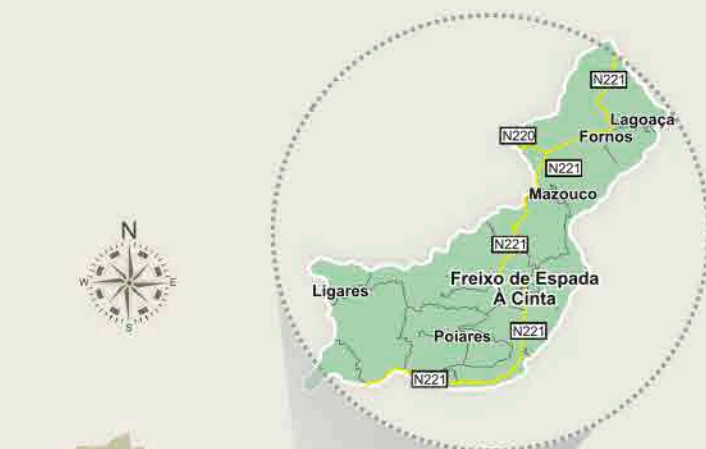 N221
Lagoaça
N220
Fornos
N221
Mazouco
N
N221
Freixo de Espada
À Cinta
W
E
Ligares
S
Poiares
N221
N221